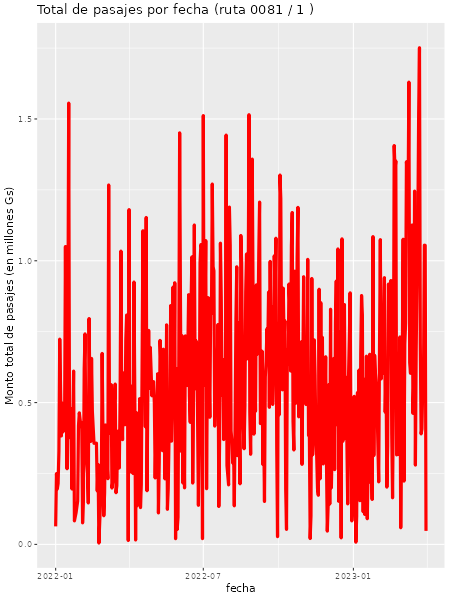 Total de pasajes por fecha (ruta 0081 / 1 )
Monto total de pasajes (en millones Gs)
1.5
1.0
0.5
0.0
2022-01
2022-07
2023-01
fecha